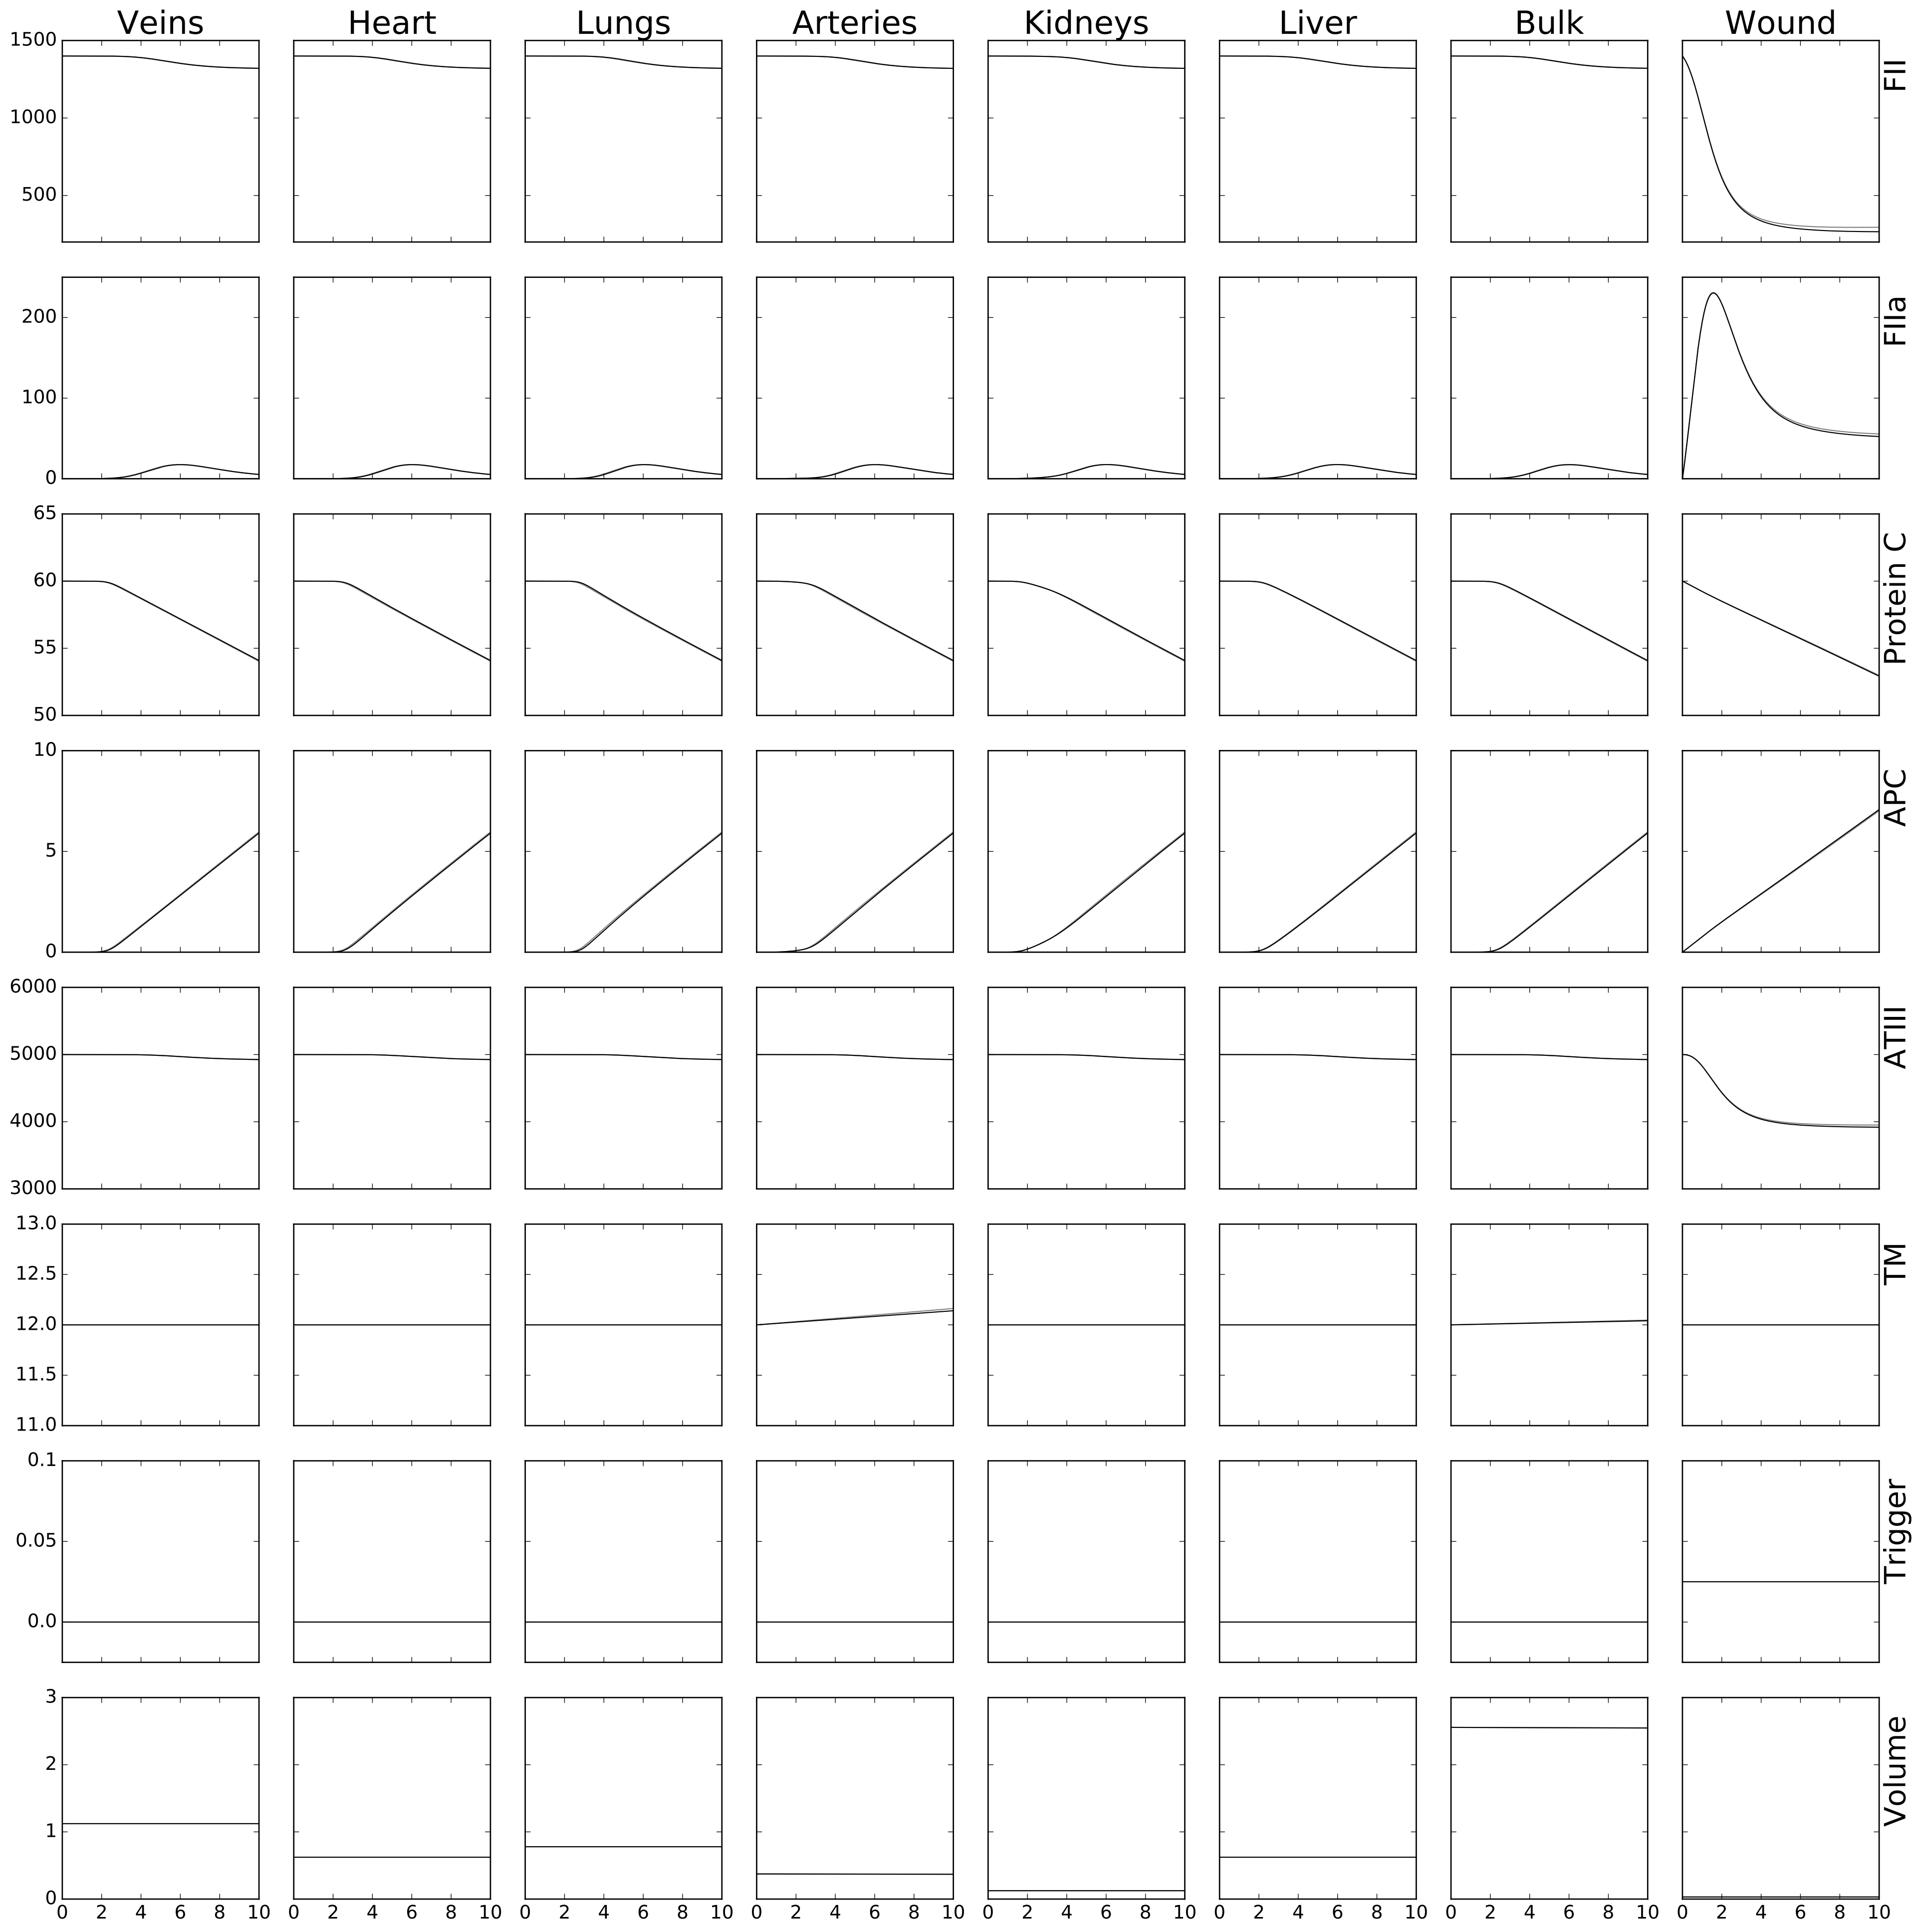 Veins Heart Lungs Arteries Kidneys Liver Bulk Wound
1500
1000
500
FII
200
100
0
FIIa
65
60
55
50
Protein C
10
5
0
APC
6000
5000
4000
3000
ATIII
13.0
12.5
12.0
11.5
11.0
TM
0.1
0.05
0.0
Trigger
3
2
1
0
Volume
0 2 4 6 8 10 0 2 4 6 8 10 0 2 4 6 8 10 0 2 4 6 8 10 0 2 4 6 8 10 0 2 4 6 8 10 0 2 4 6 8 10 0 2 4 6 8 10